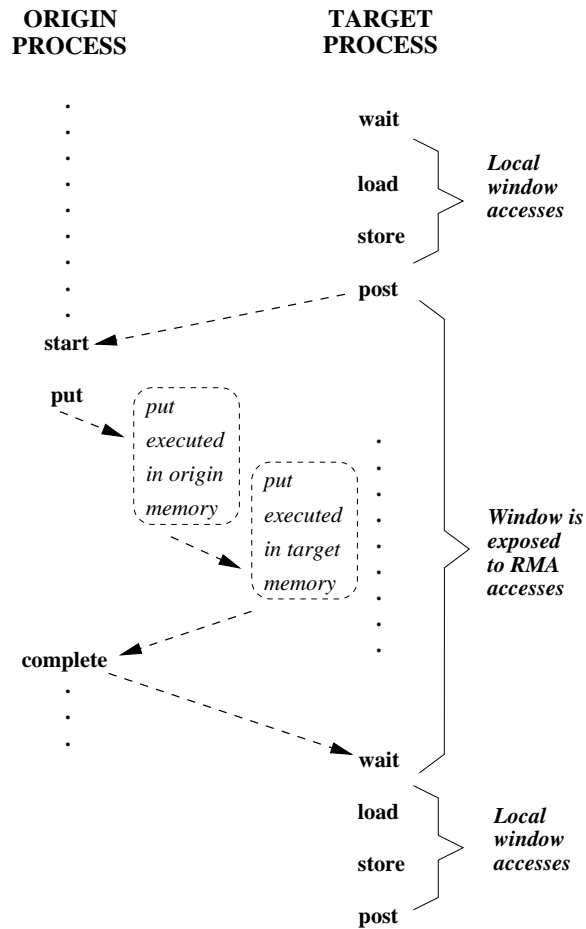 ORIGIN
PROCESS
TARGET
PROCESS
wait
load
store
Local
window
accesses
post
start
put
put
executed
in origin
memory
put
executed
in target
memory
Window is
exposed
to RMA
accesses
complete
wait
load
store
post
Local
window
accesses